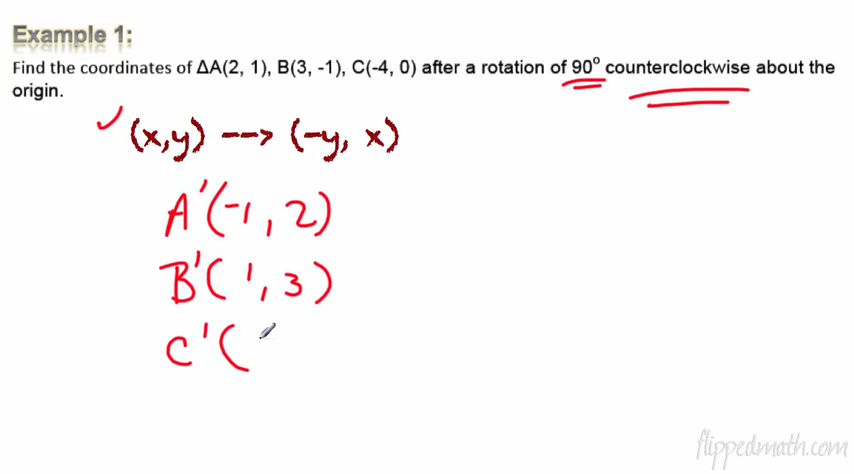 Example 1:
Find the coordinates of ΔA(2, 1), B(3, -1), C(-4, 0) after a rotation of 90° counterclockwise about the
origin.
(x,y) --> (-y, x)
A'(-1, 2)
B'(1, 3)
C'(
flippedmath.com